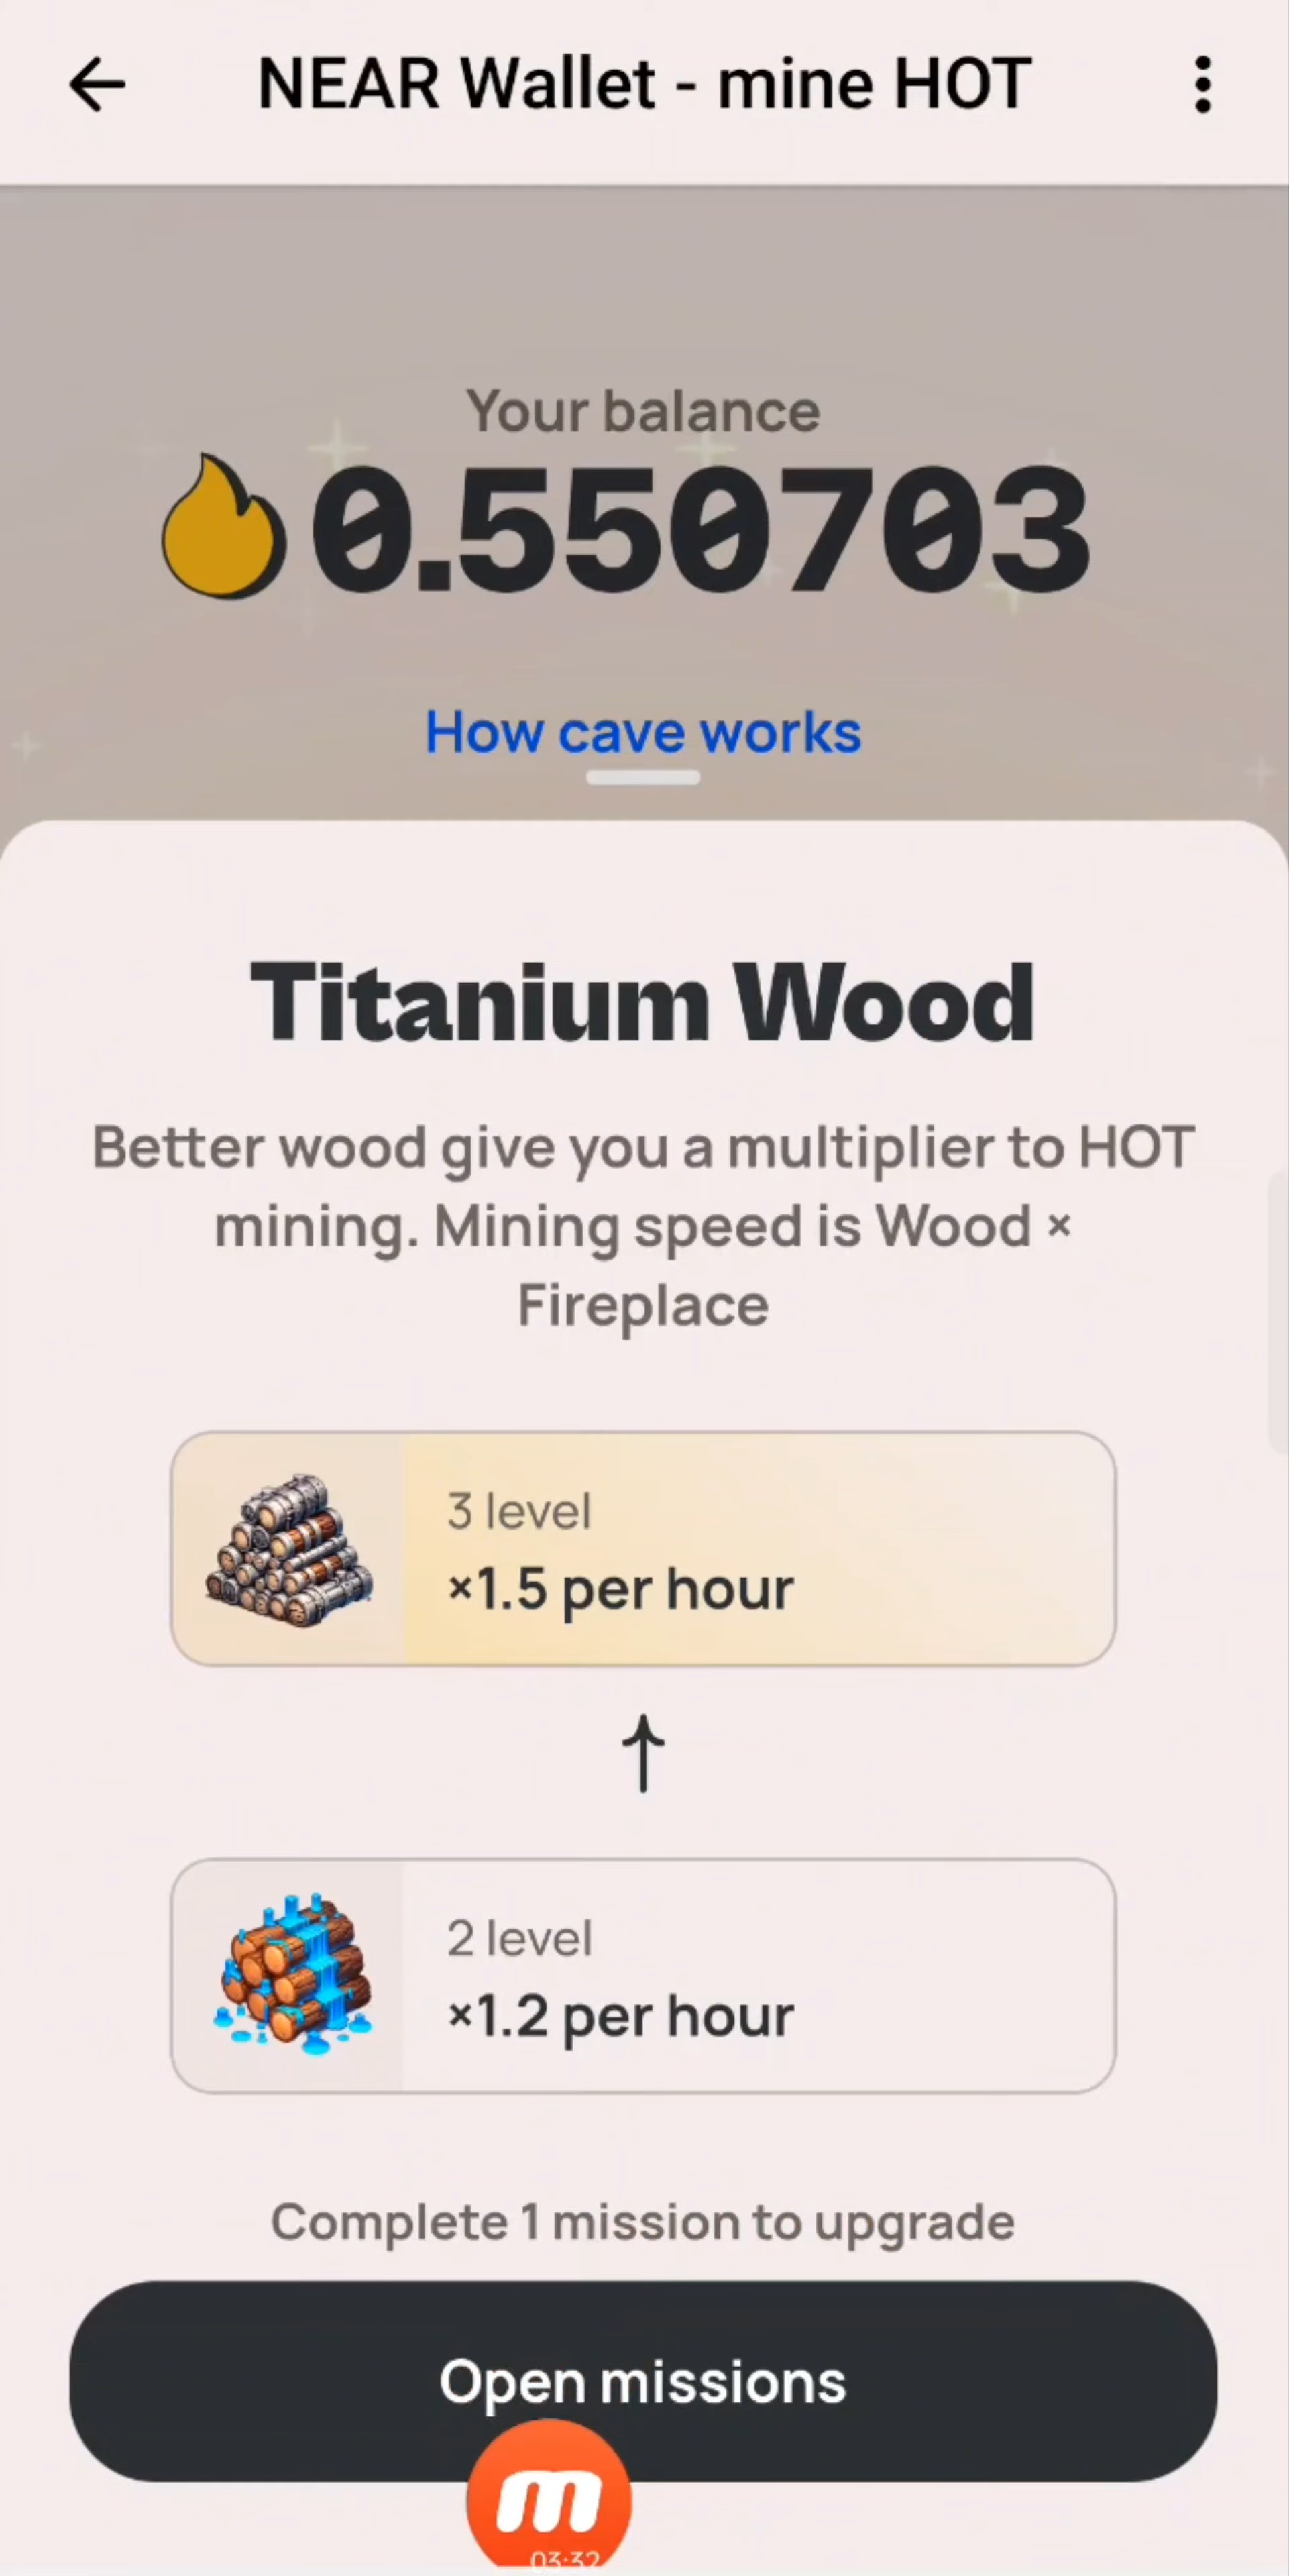 NEAR Wallet - mine HOT
Your balance
0.550703
How cave works
Titanium Wood
Better wood give you a multiplier to HOT
mining. Mining speed is Wood ×
Fireplace
3 level
×1.5 per hour
2 level
×1.2 per hour
Complete 1 mission to upgrade
Open missions
m
03:32